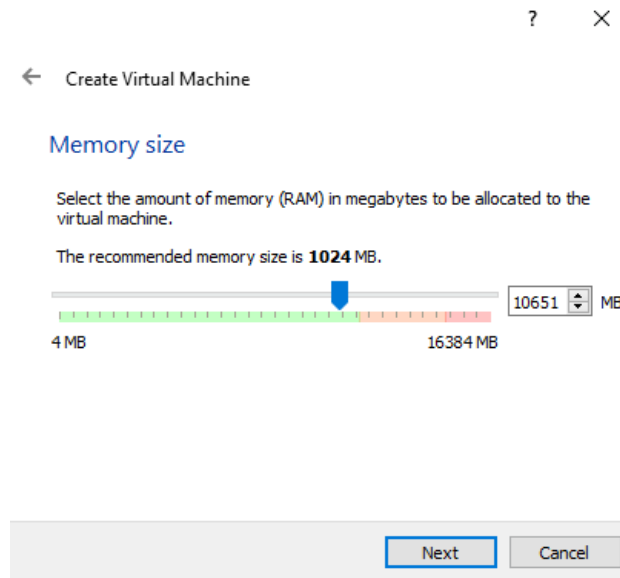 ?
Create Virtual Machine
Memory size
Select the amount of memory (RAM) in megabytes to be allocated to the
virtual machine.
The recommended memory size is 1024 MB.
10651 MB
4 MB 16384 MB
Next Cancel